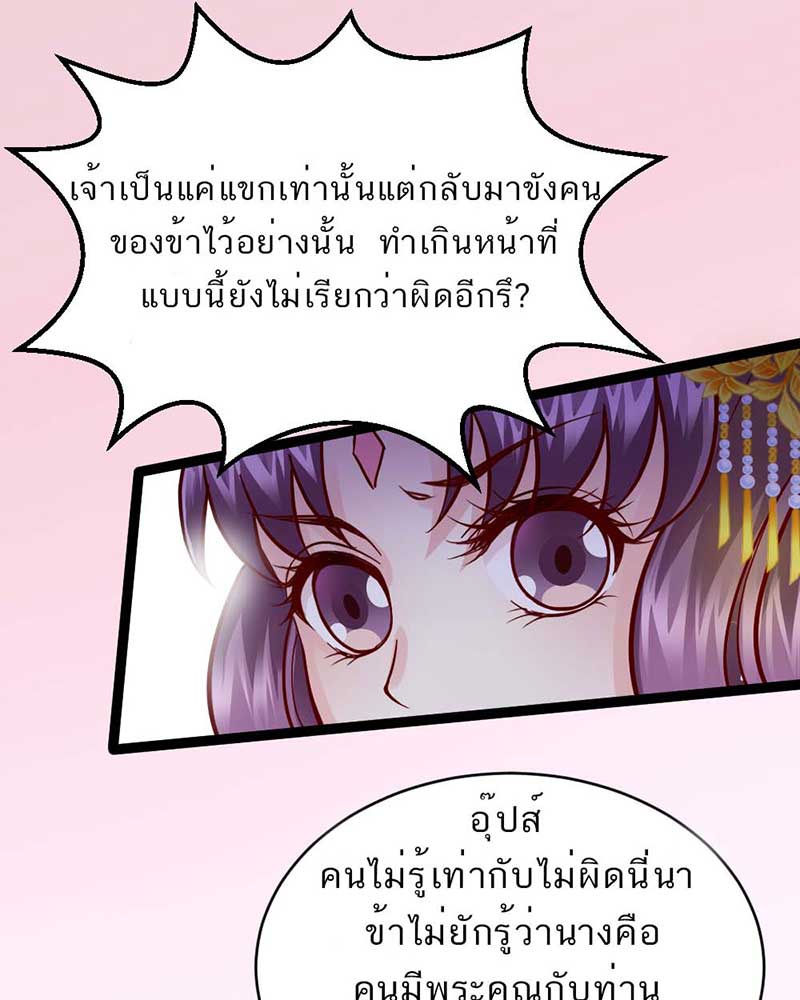 เจ้าเป็นแค่แขกเท่านั้นแต่กลับมาขังคน
ของข้าไว้อย่างนั้น ทำเกินหน้าที่
แบบนี้ยังไม่เรียกว่าผิดอีกรึ?
อุ๊ปส์
คนไม่รู้เท่ากับไม่ผิดนี่นา
ข้าไม่ยักรู้ว่านางคือ
คนมีพระคุณกับท่าน